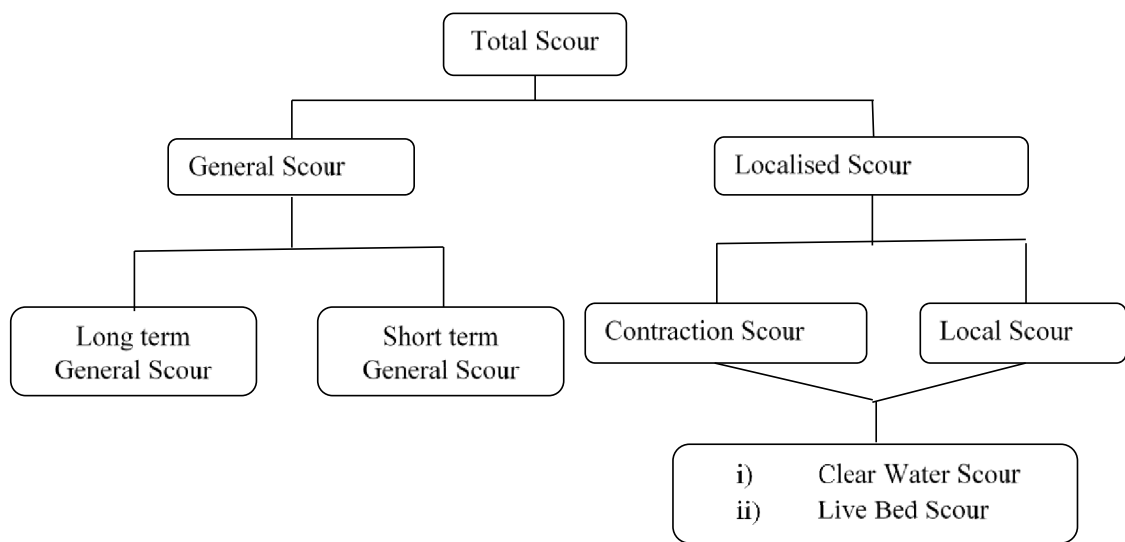 Total Scour
General Scour
Localised Scour
Long term
General Scour
Short term
General Scour
Contraction Scour
Local Scour
i) Clear Water Scour
ii) Live Bed Scour